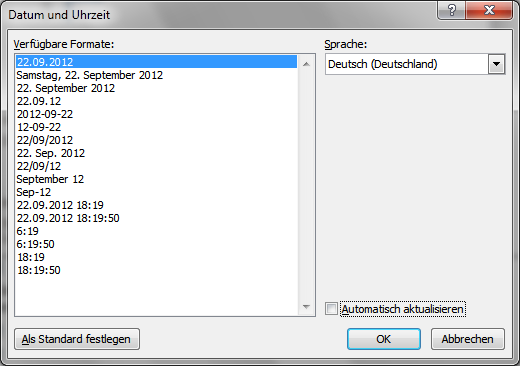 Datum und Uhrzeit
Verfügbare Formate:
Sprache:
22.09.2012
Deutsch (Deutschland)
Samstag, 22. September 2012
22. September 2012
22.09.12
2012-09-22
12-09-22
22/09/2012
22. Sep. 2012
22/09/12
September 12
Sep-12
22.09.2012 18:19
22.09.2012 18:19:50
6:19
6:19:50
18:19
18:19:50
Automatisch aktualisieren
Als Standard festlegen
OK
Abbrechen